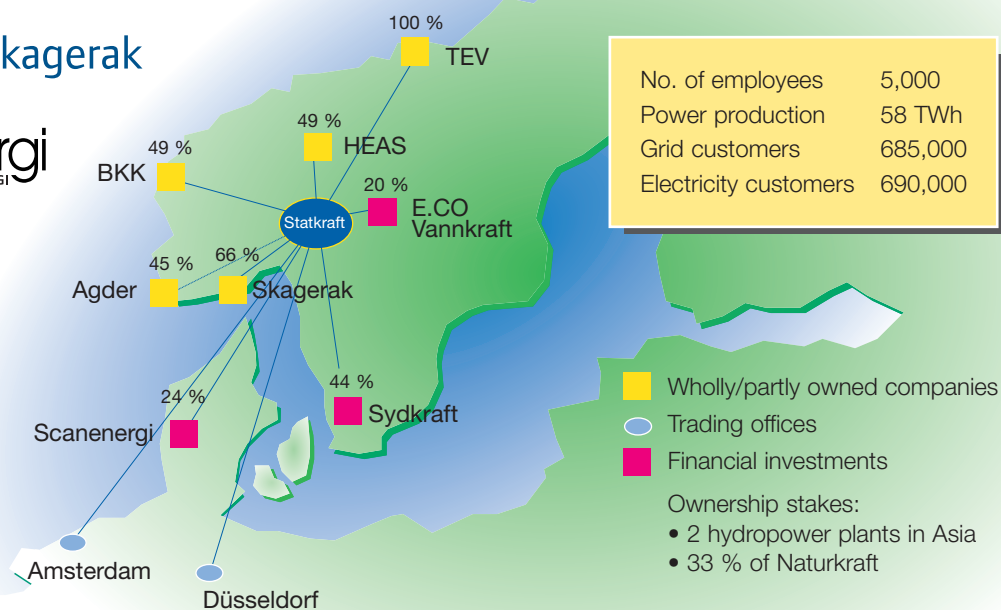 kagerak
rgi
GI
100 %
TEV
49 %
HEAS
49 %
BKK
20 %
E.CO
Vannkraft
Statkraft
45 %
Agder
66 %
Skagerak
24 %
Scanenergi
44 %
Sydkraft
Amsterdam
Düsseldorf
No. of employees 5,000
Power production 58 TWh
Grid customers 685,000
Electricity customers 690,000
Wholly/partly owned companies
Trading offices
Financial investments
Ownership stakes:
• 2 hydropower plants in Asia
• 33 % of Naturkraft